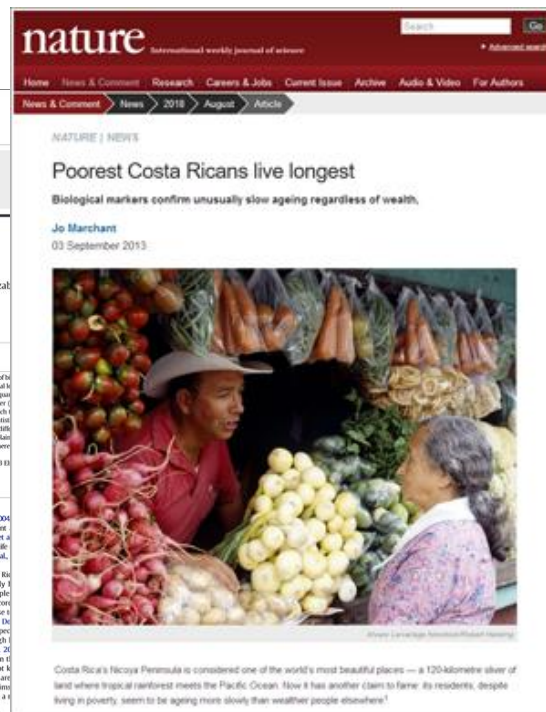 nature International weekly journal of science
Search Go
Advanced search
Home News & Comment Research Careers & Jobs Current Issue Archive Audio & Video For Authors
News & Comment News 2018 August Article
NATURE | NEWS
Poorest Costa Ricans live longest
Biological markers confirm unusually slow ageing regardless of wealth.
Jo Marchant
03 September 2013
Costa Rica's Nicoya Peninsula is considered one of the world's most beautiful places — a 120-kilometre sliver of
land where tropical rainforest meets the Pacific Ocean. Now it has another claim to fame: its residents, despite
living in poverty, seem to be ageing more slowly than wealthier people elsewhere¹